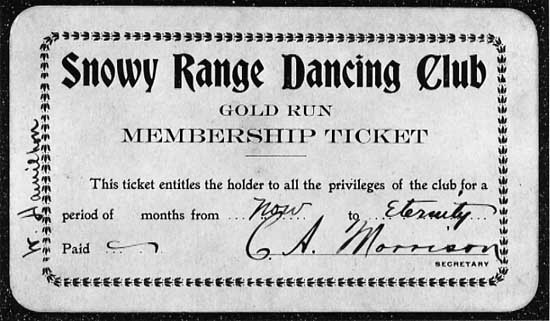 Snowy Range Dancing Club
GOLD RUN
MEMBERSHIP TICKET
This ticket entitles the holder to all the privileges of the club, for a
period of months from ... Now ... to ... Eternity ...
Paid
C. A. Morrison
SECRETARY
Hamilton